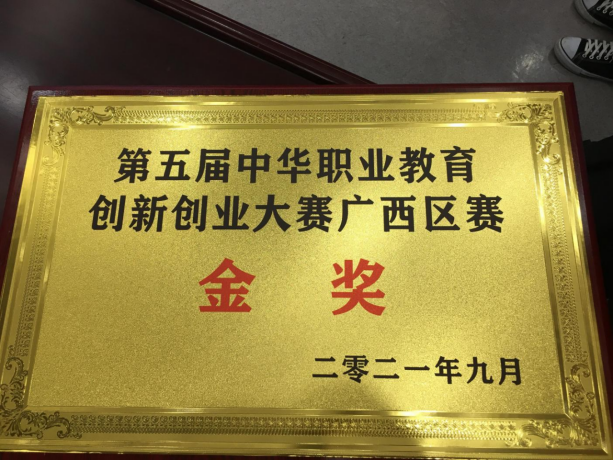 第五届中华职业教育
创新创业大赛广西区赛
金奖
二零二一年九月